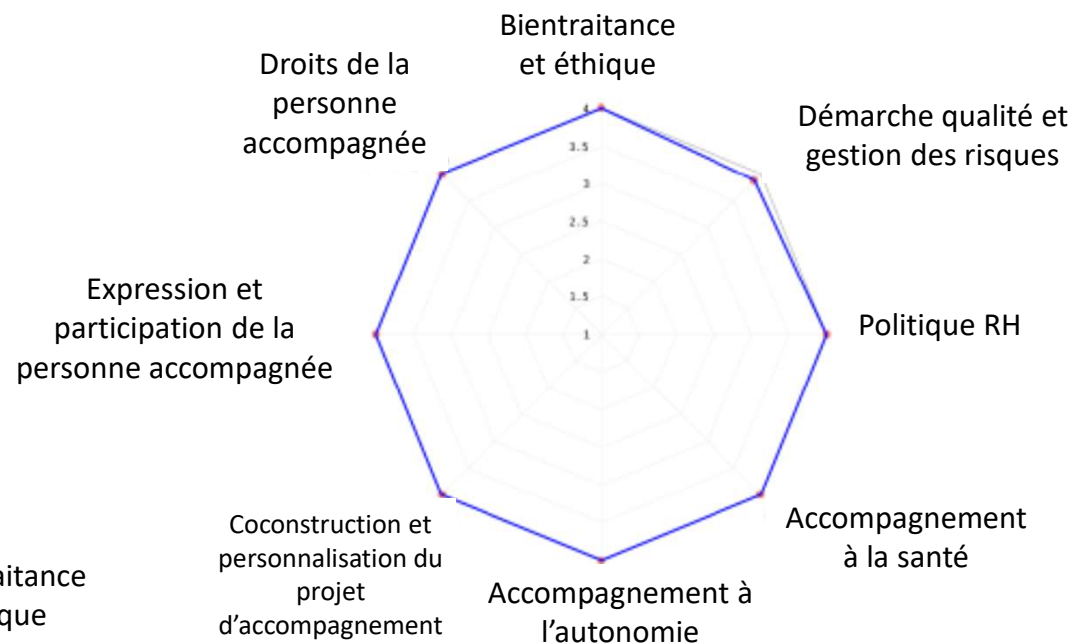 Bientraitance
et éthique
Droits de la
personne
accompagnée
Démarche qualité et
gestion des risques
4
3.5
3
2.5
2
1.5
1
Expression et
participation de la
personne accompagnée
Politique RH
Coconstruction et
personnalisation du
projet
d’accompagnement
Accompagnement
à la santé
Accompagnement à
l’autonomie
aitance
que